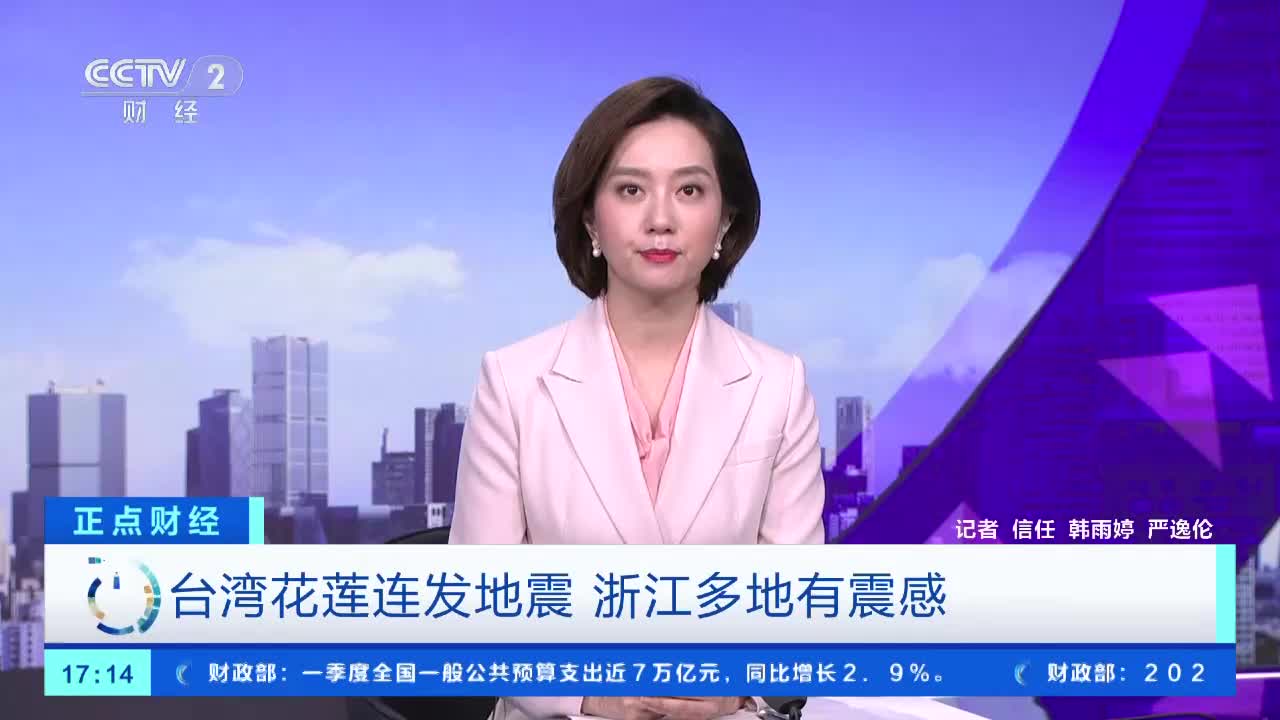 CCTV 2
财 经
正点财经
记者 信任 韩雨婷 严逸伦
台湾花莲连发地震 浙江多地有震感
17:14 财政部：一季度全国一般公共预算支出近7万亿元，同比增长2．9%。 财政部：202